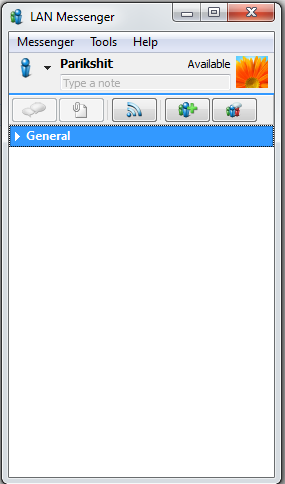 LAN Messenger
Messenger Tools Help
Parikshit Available
Type a note
General